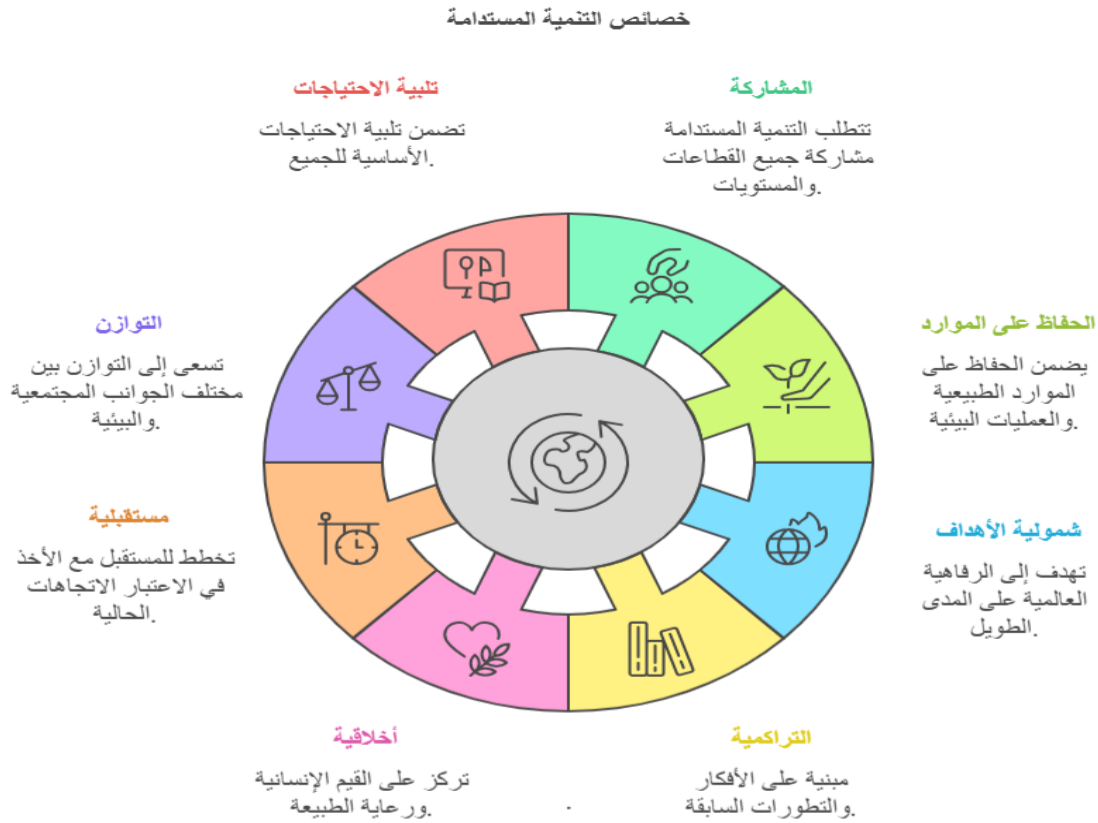 خصائص التنمية المستدامة
المشاركة
تتطلب التنمية المستدامة
مشاركة جميع القطاعات
والمستويات.
تلبية الاحتياجات
تضمن تلبية الاحتياجات
الأساسية للجميع.
الحفاظ على الموارد
يضمن الحفاظ على
الموارد الطبيعية
والعمليات البيئية.
التوازن
تسعى إلى التوازن بين
مختلف الجوانب المجتمعية
والبيئية.
شمولية الأهداف
تهدف إلى الرفاهية
العالمية على المدى
الطويل.
مستقبلية
تخطط للمستقبل مع الأخذ
في الاعتبار الاتجاهات
الحالية.
التراكمية
مبنية على الأفكار
والتطورات السابقة.
أخلاقية
تركز على القيم الإنسانية
ورعاية الطبيعة.